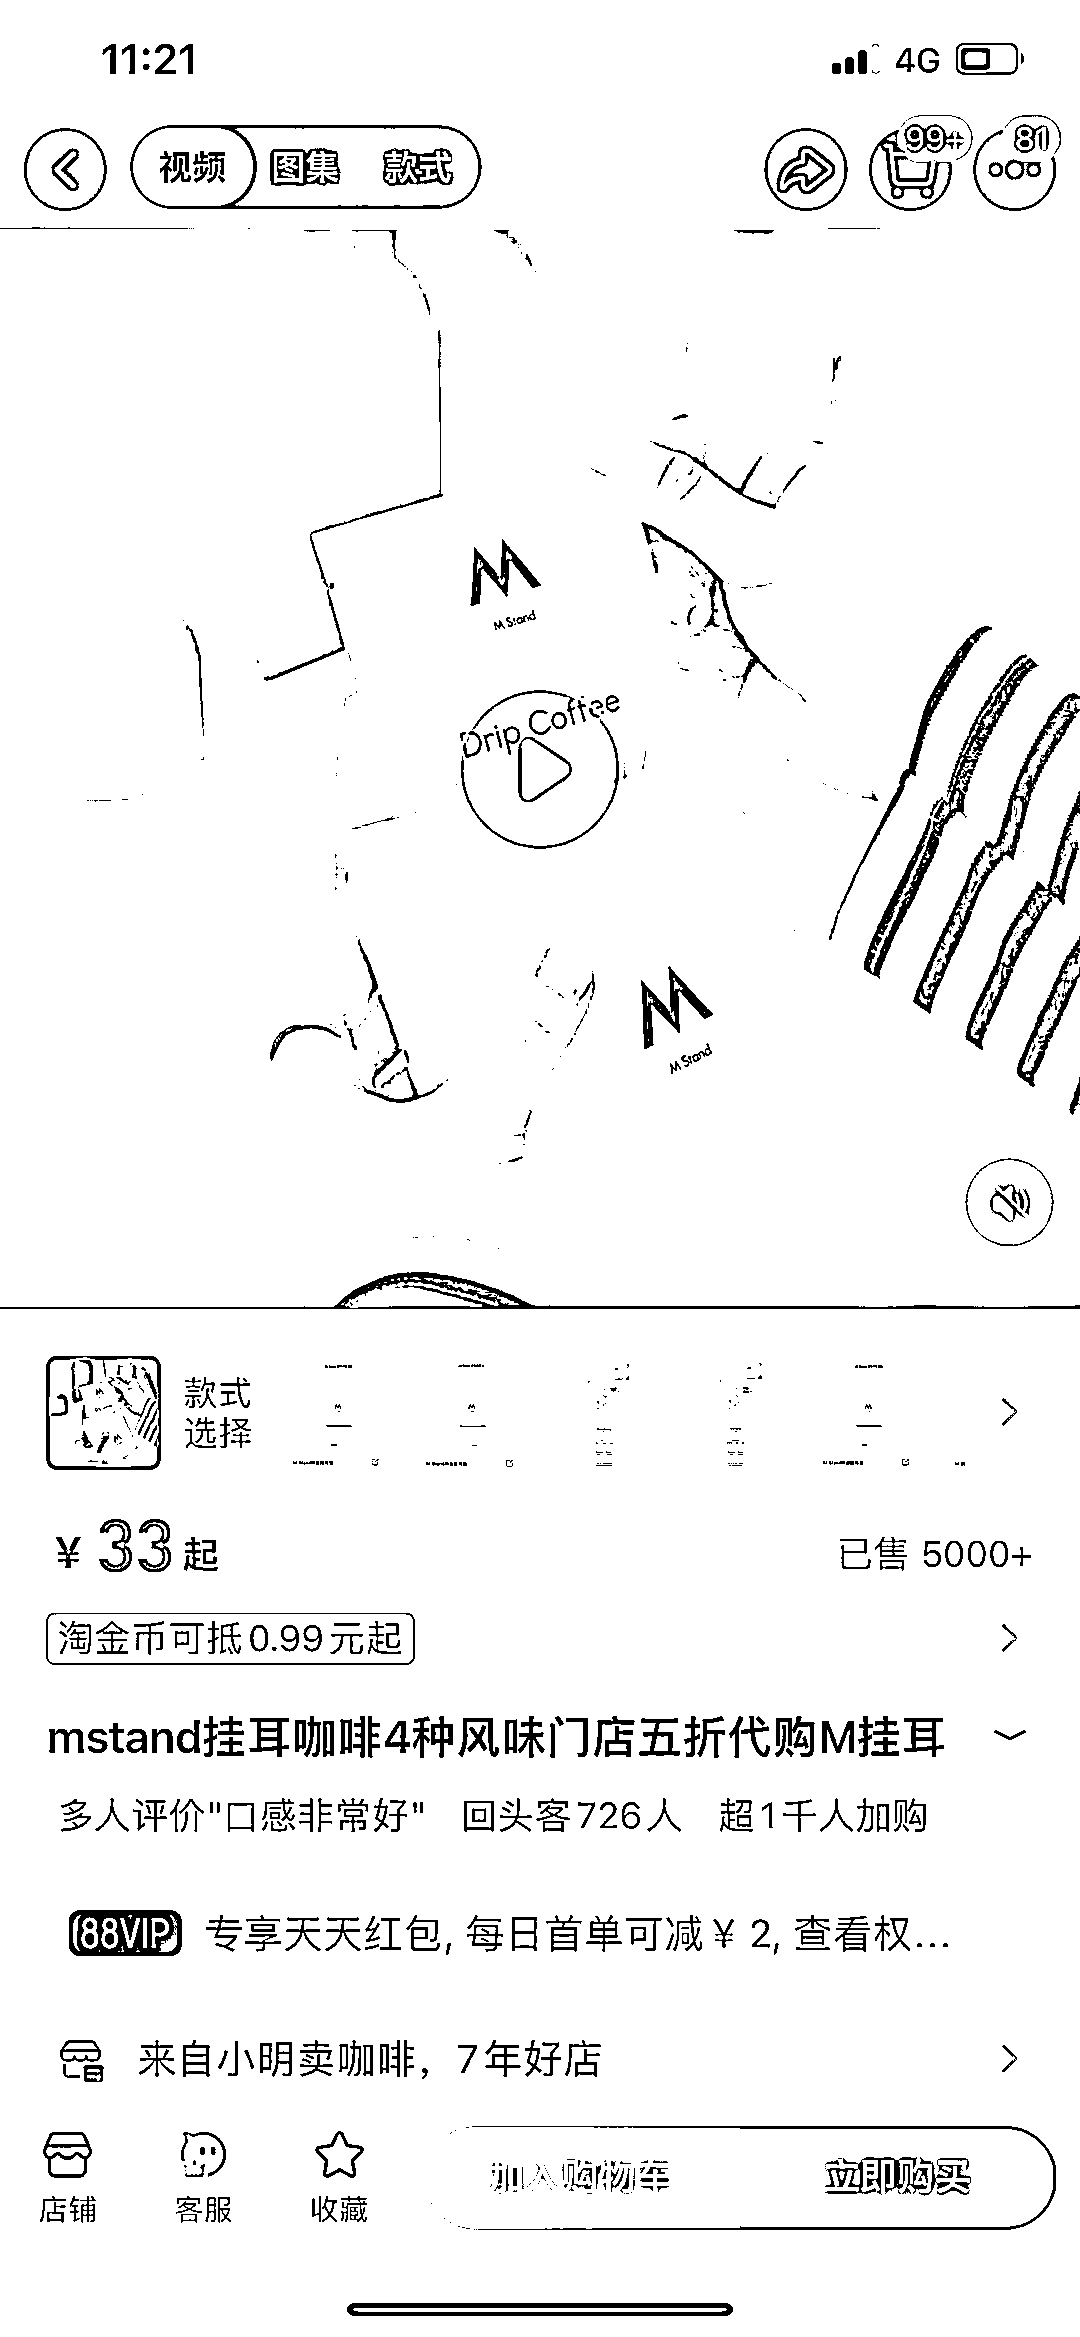 11:21
4G
视频 图集 款式
99+
81
M Stand
Drip Coffee
M Stand
款式
选择
¥ 33 起
已售 5000+
淘金币可抵0.99元起
mstand挂耳咖啡4种风味门店五折代购M挂耳
多人评价"口感非常好" 回头客726人 超1千人加购
88VIP 专享天天红包, 每日首单可减¥ 2, 查看权...
来自小明卖咖啡，7年好店
店铺 客服 收藏 加入购物车 立即购买